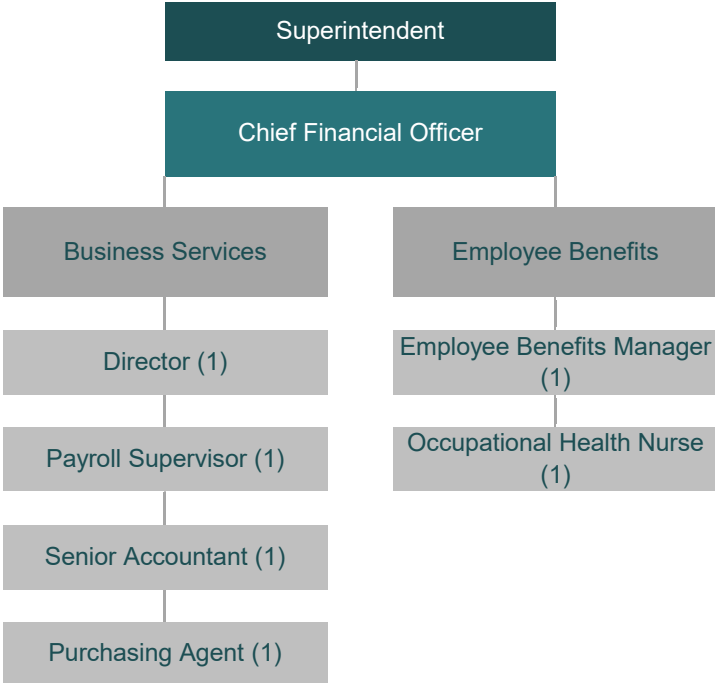 Superintendent
Chief Financial Officer
Business Services
Director (1)
Payroll Supervisor (1)
Senior Accountant (1)
Purchasing Agent (1)
Employee Benefits
Employee Benefits Manager
(1)
Occupational Health Nurse
(1)